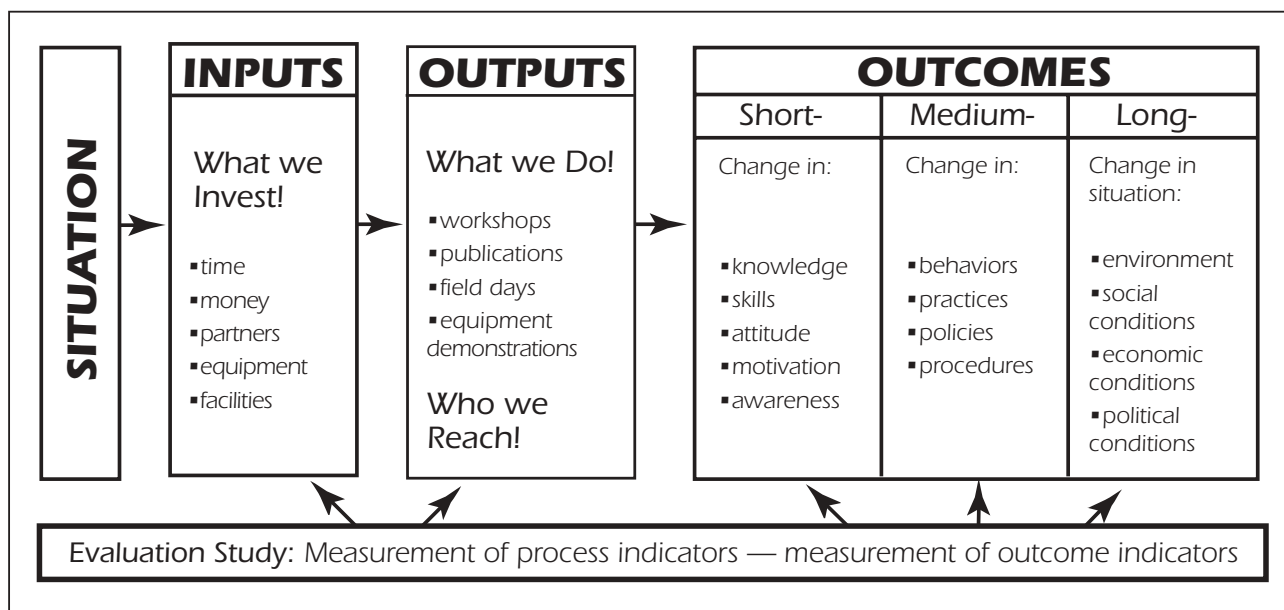 SITUATION
INPUTS
What we
Invest!
▪time
▪money
▪partners
▪equipment
▪facilities
OUTPUTS
What we Do!
▪workshops
▪publications
▪field days
▪equipment
demonstrations
Who we
Reach!
OUTCOMES
Short-
Change in:
▪knowledge
▪skills
▪attitude
▪motivation
▪awareness
Medium-
Change in:
▪behaviors
▪practices
▪policies
▪procedures
Long-
Change in
situation:
▪environment
▪social
conditions
▪economic
conditions
▪political
conditions
Evaluation Study: Measurement of process indicators — measurement of outcome indicators